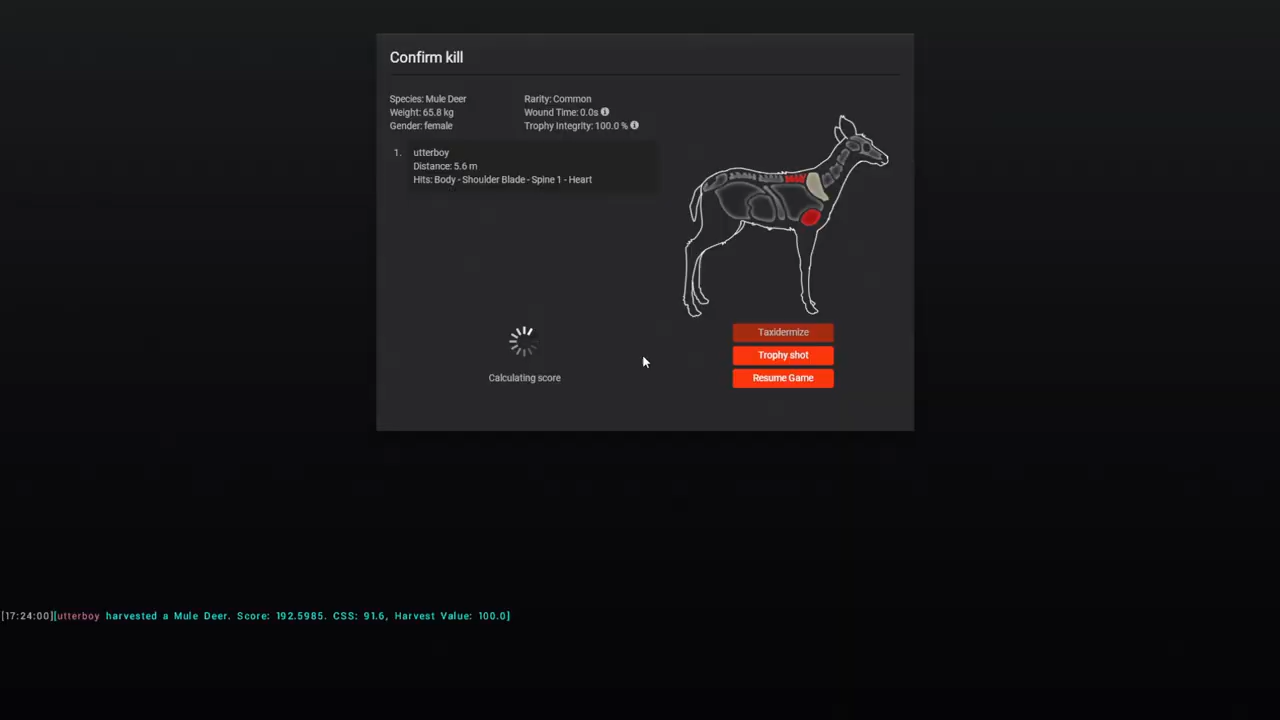 Confirm kill
Species: Mule Deer
Weight: 65.8 kg
Gender: female
Rarity: Common
Wound Time: 0.0s
Trophy Integrity: 100.0 %
1. utterboy
Distance: 5.6 m
Hits: Body - Shoulder Blade - Spine 1 - Heart
Taxidermize
Trophy shot
Resume Game
Calculating score
[17:24:00][utterboy harvested a Mule Deer. Score: 192.5985. CSS: 91.6, Harvest Value: 100.0]